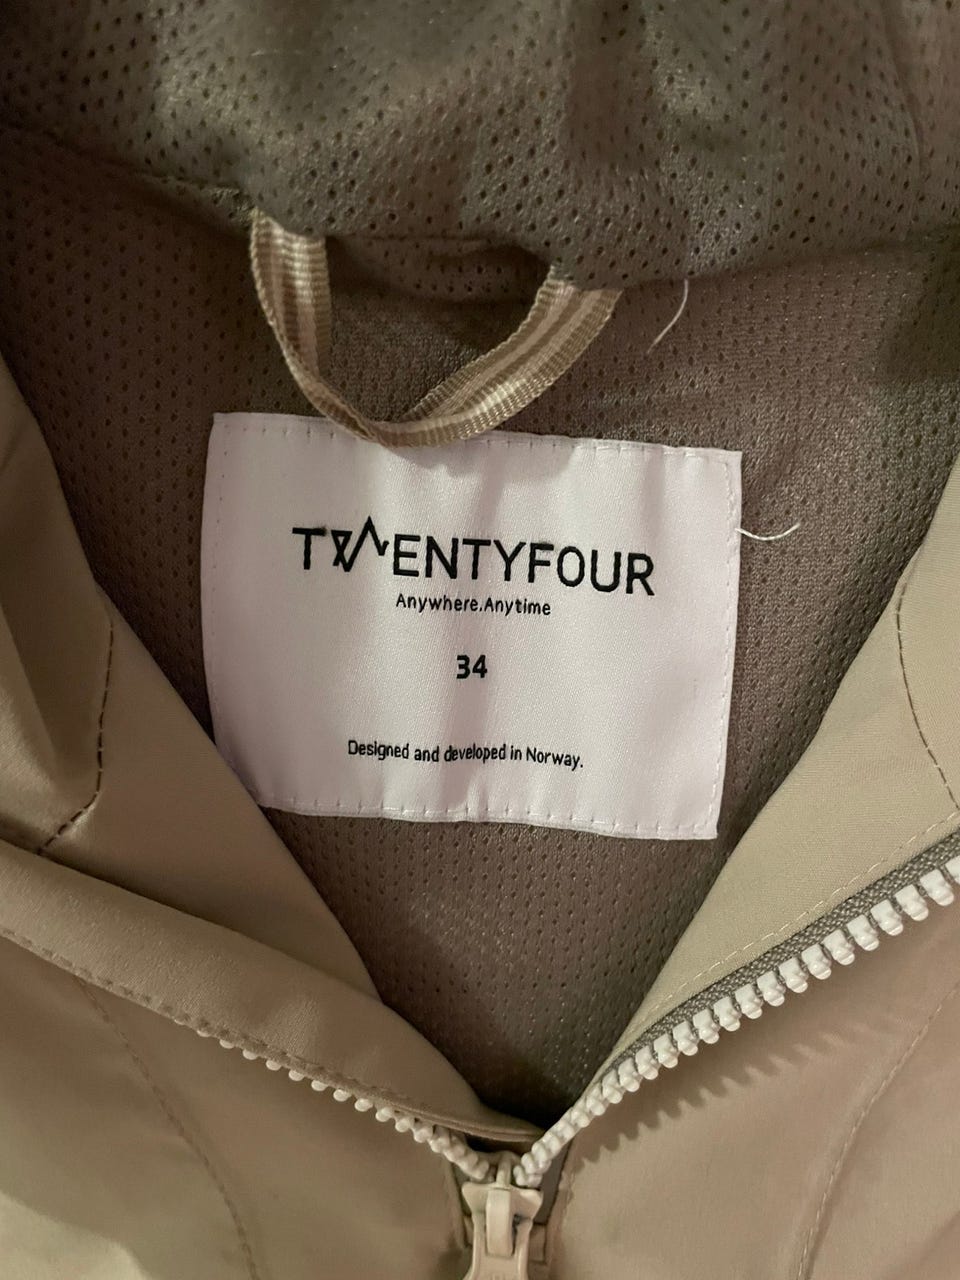 TWENTYFOUR
Anywhere.Anytime
34
Designed and developed in Norway.